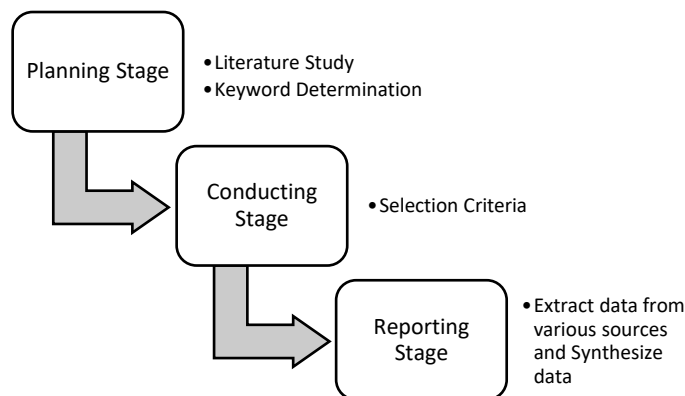 Planning Stage
•Literature Study
•Keyword Determination
Conducting
Stage
•Selection Criteria
Reporting
Stage
•Extract data from
various sources
and Synthesize
data